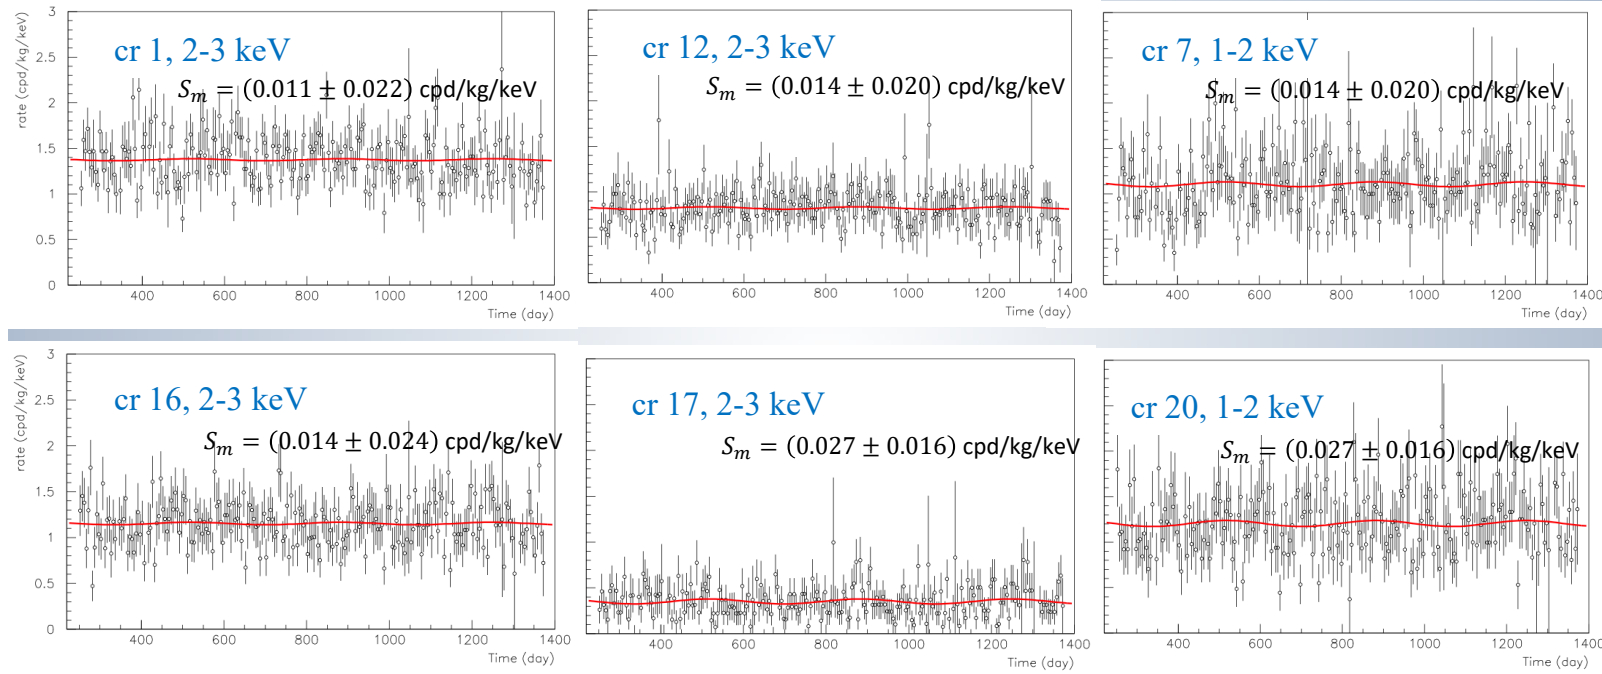 rate (cpd/kg/keV)
3
2.5
2
1.5
1
0.5
0
cr 1, 2-3 keV
S_m = (0.011 ± 0.022) cpd/kg/keV
400 600 800 1000 1200 1400
Time (day)
cr 12, 2-3 keV
S_m = (0.014 ± 0.020) cpd/kg/keV
400 600 800 1000 1200 1400
Time (day)
cr 7, 1-2 keV
S_m = (0.014 ± 0.020) cpd/kg/keV
400 600 800 1000 1200 1400
Time (day)
rate (cpd/kg/keV)
3
2.5
2
1.5
1
0.5
0
cr 16, 2-3 keV
S_m = (0.014 ± 0.024) cpd/kg/keV
400 600 800 1000 1200 1400
Time (day)
cr 17, 2-3 keV
S_m = (0.027 ± 0.016) cpd/kg/keV
400 600 800 1000 1200 1400
Time (day)
cr 20, 1-2 keV
S_m = (0.027 ± 0.016) cpd/kg/keV
400 600 800 1000 1200 1400
Time (day)